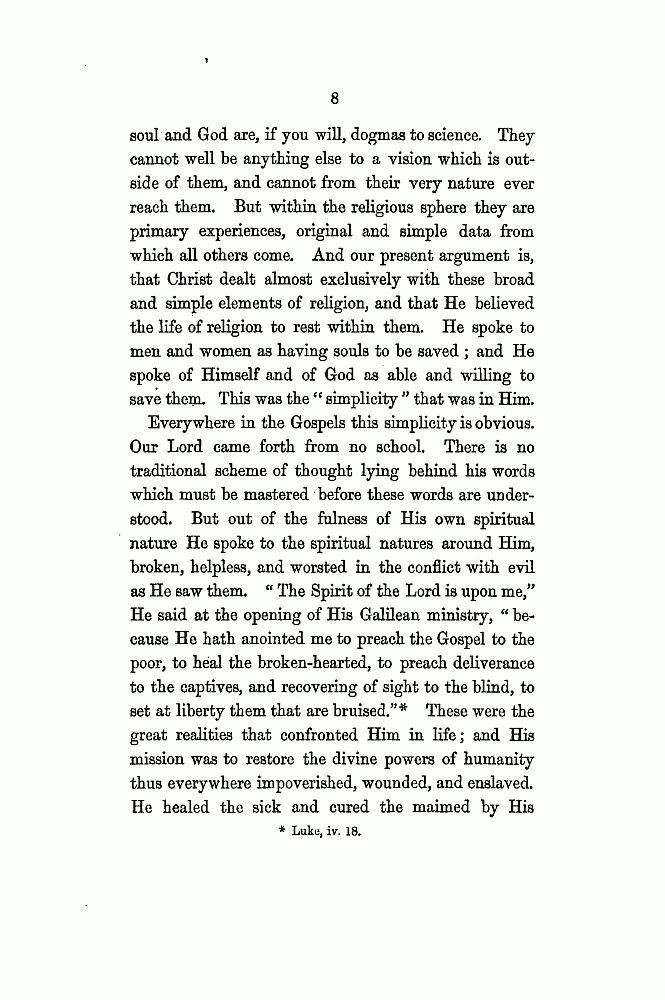 8
soul and God are, if you will, dogmas to science. They
cannot well be anything else to a vision which is out-
side of them, and cannot from their very nature ever
reach them. But within the religious sphere they are
primary experiences, original and simple data from
which all others come. And our present argument is,
that Christ dealt almost exclusively with these broad
and simple elements of religion, and that He believed
the life of religion to rest within them. He spoke to
men and women as having souls to be saved ; and He
spoke of Himself and of God as able and willing to
save them. This was the “ simplicity ” that was in Him.
Everywhere in the Gospels this simplicity is obvious.
Our Lord came forth from no school. There is no
traditional scheme of thought lying behind his words
which must be mastered before these words are under-
stood. But out of the fulness of His own spiritual
nature He spoke to the spiritual natures around Him,
broken, helpless, and worsted in the conflict with evil
as He saw them. “ The Spirit of the Lord is upon me,”
He said at the opening of His Galilean ministry, “ be-
cause He hath anointed me to preach the Gospel to the
poor, to heal the broken-hearted, to preach deliverance
to the captives, and recovering of sight to the blind, to
set at liberty them that are bruised.”* These were the
great realities that confronted Him in life ; and His
mission was to restore the divine powers of humanity
thus everywhere impoverished, wounded, and enslaved.
He healed the sick and cured the maimed by His
* Luke, iv. 18.